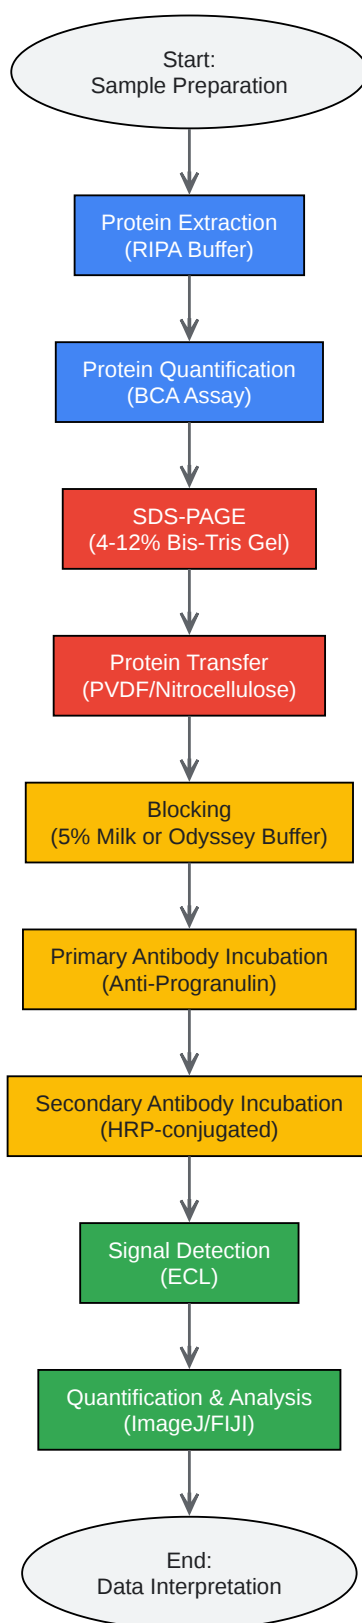 Start:
Sample Preparation
Protein Extraction
(RIPA Buffer)
Protein Quantification
(BCA Assay)
SDS-PAGE
(4-12% Bis-Tris Gel)
Protein Transfer
(PVDF/Nitrocellulose)
Blocking
(5% Milk or Odyssey Buffer)
Primary Antibody Incubation
(Anti-Progranulin)
Secondary Antibody Incubation
(HRP-conjugated)
Signal Detection
(ECL)
Quantification & Analysis
(ImageJ/FIJI)
End:
Data Interpretation